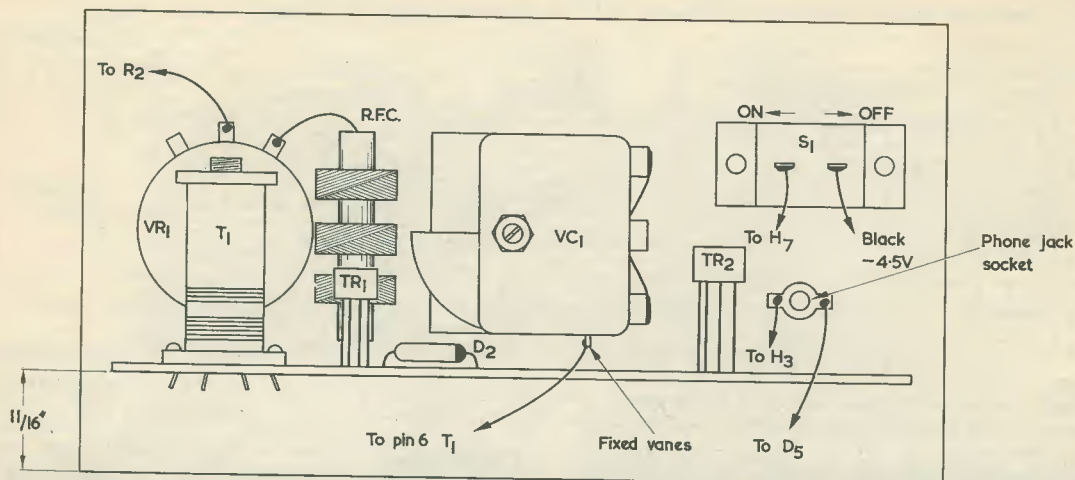 To R2
R.F.C.
ON OFF
S1
VR1
T1
VC1
To H7
Black
-4·5V
Phone jack
socket
TR1
TR2
D2
To H3
11/16"
To pin 6 T1
Fixed vanes
To D5